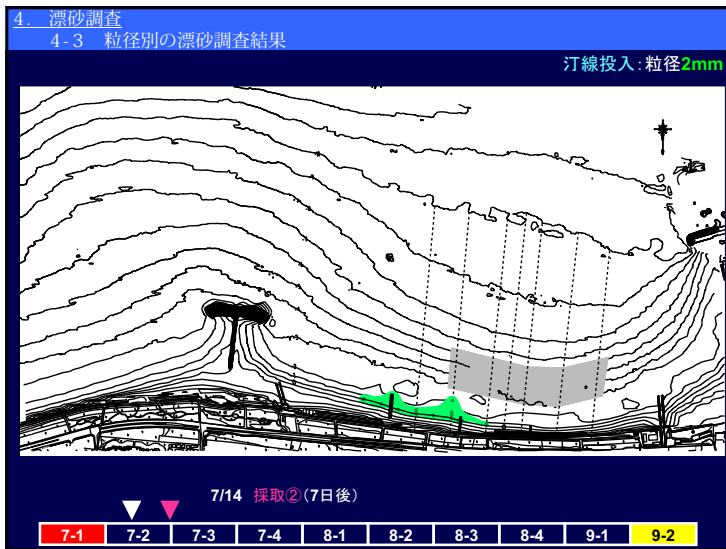 4. 漂砂調査
4-3 粒径別の漂砂調査結果
汀線投入:粒径2mm
7/14 採取②(7日後)
7-1 7-2 7-3 7-4 8-1 8-2 8-3 8-4 9-1 9-2